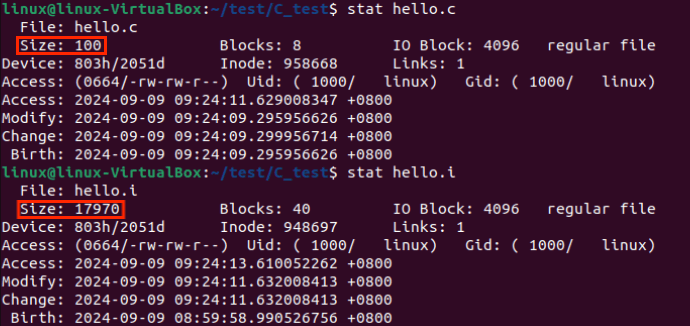 linux@linux-VirtualBox:~/test/C_test$ stat hello.c
File: hello.c
Size: 100 Blocks: 8 IO Block: 4096 regular file
Device: 803h/2051d Inode: 958668 Links: 1
Access: (0664/-rw-rw-r--) Uid: ( 1000/ linux) Gid: ( 1000/ linux)
Access: 2024-09-09 09:24:11.629008347 +0800
Modify: 2024-09-09 09:24:09.295956626 +0800
Change: 2024-09-09 09:24:09.299956714 +0800
Birth: 2024-09-09 09:24:09.295956626 +0800
linux@linux-VirtualBox:~/test/C_test$ stat hello.i
File: hello.i
Size: 17970 Blocks: 40 IO Block: 4096 regular file
Device: 803h/2051d Inode: 948697 Links: 1
Access: (0664/-rw-rw-r--) Uid: ( 1000/ linux) Gid: ( 1000/ linux)
Access: 2024-09-09 09:24:13.610052262 +0800
Modify: 2024-09-09 09:24:11.632008413 +0800
Change: 2024-09-09 09:24:11.632008413 +0800
Birth: 2024-09-09 08:59:58.990526756 +0800